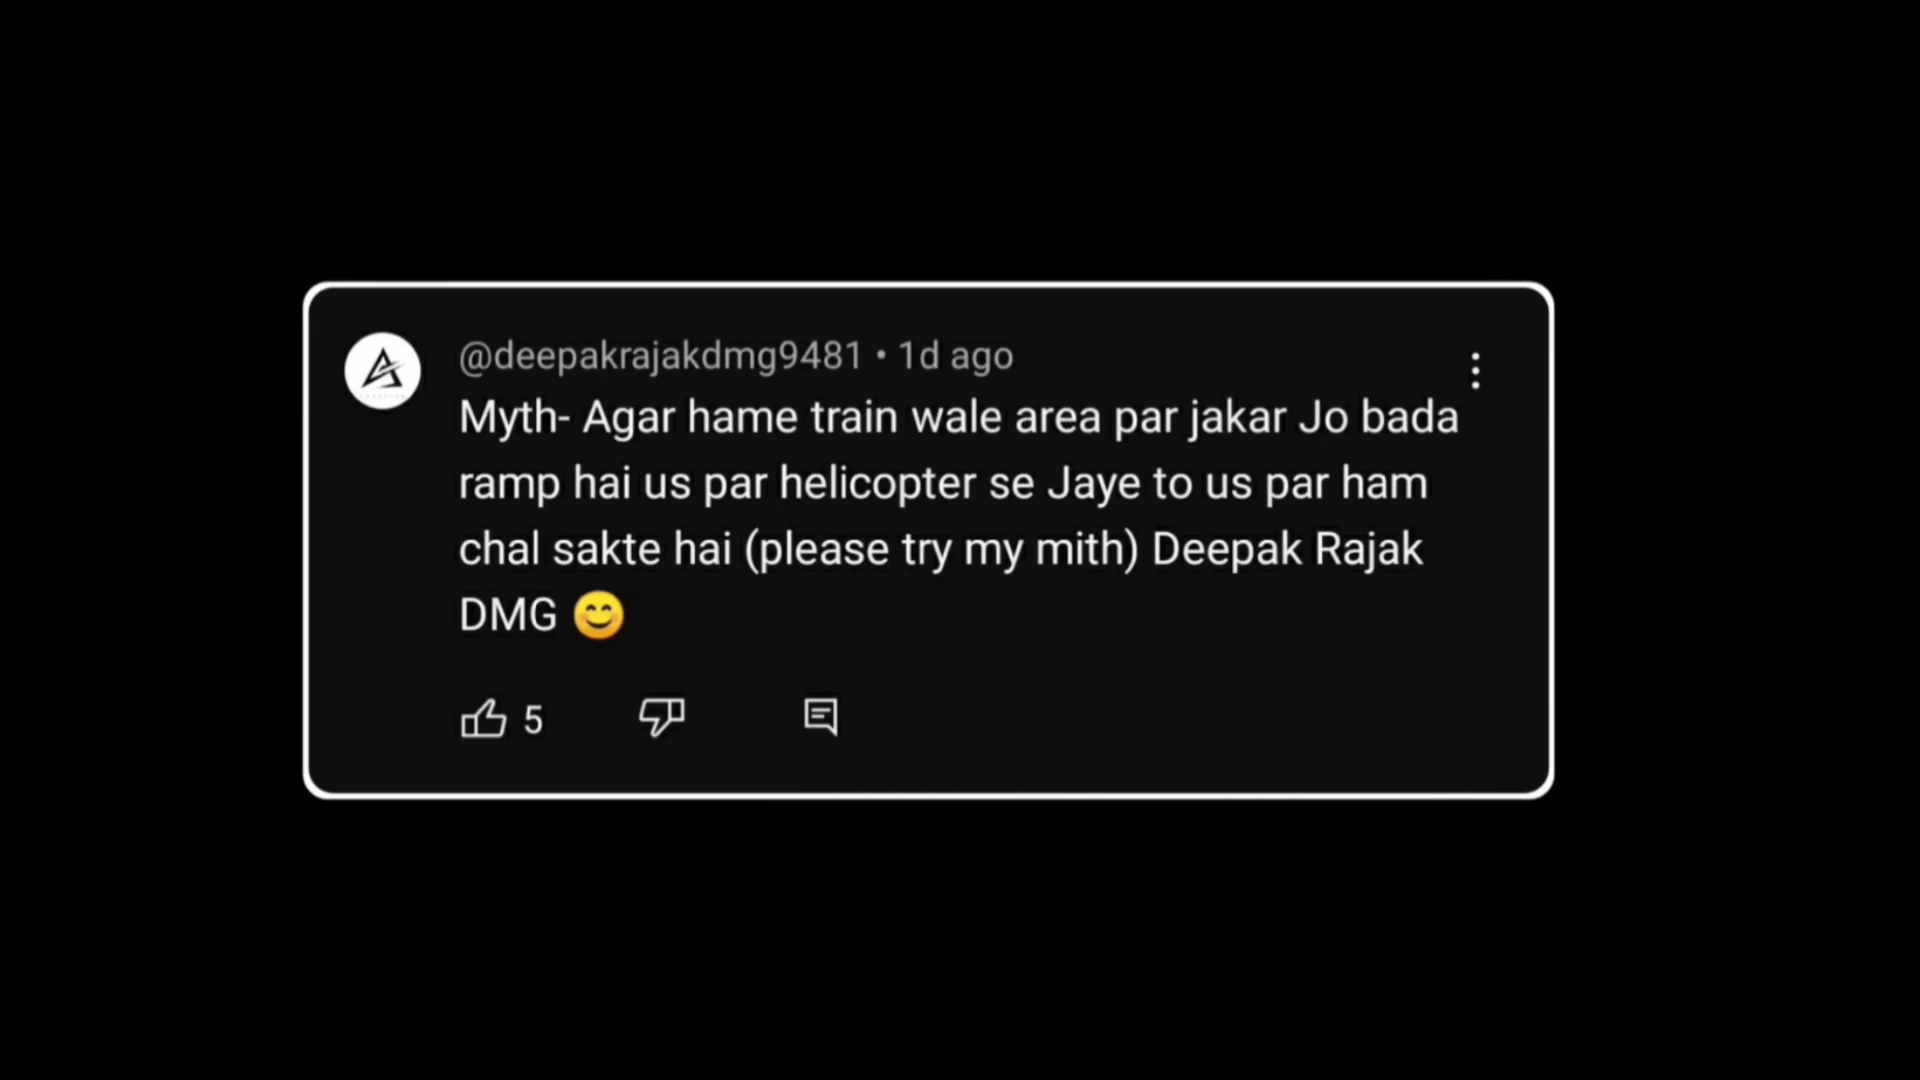 @deepakrajakdmg9481 • 1d ago
Myth- Agar hame train wale area par jakar Jo bada
ramp hai us par helicopter se Jaye to us par ham
chal sakte hai (please try my mith) Deepak Rajak
DMG 😊
5